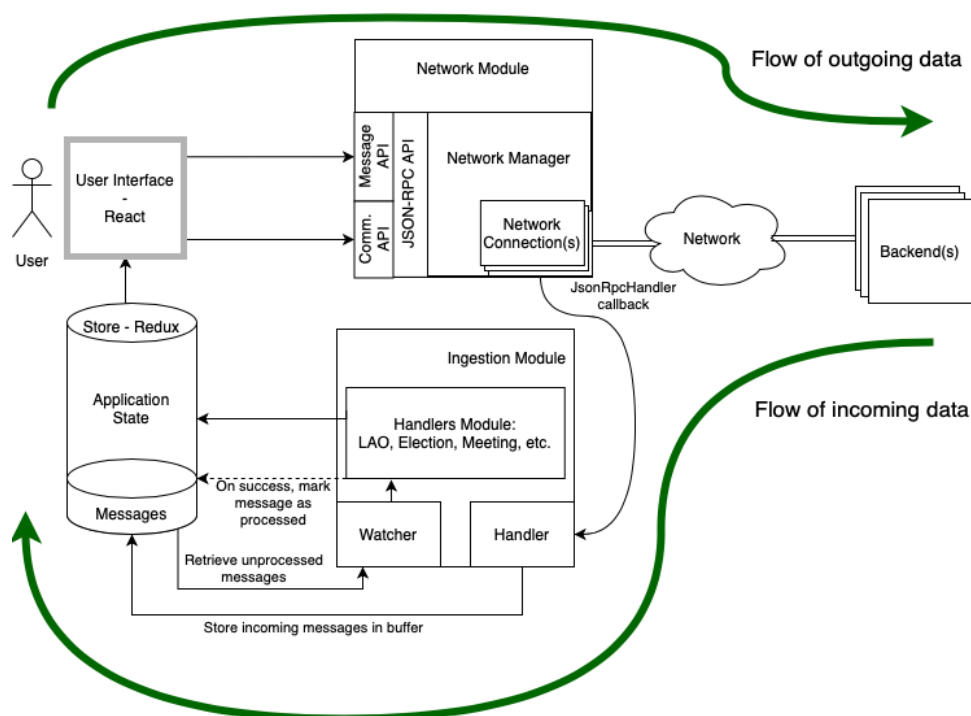 Flow of outgoing data
Network Module
Message
API
JSON-RPC API
Comm.
API
Network Manager
Network
Connection(s)
User Interface
-
React
User
Network
Backend(s)
JsonRpcHandler
callback
Store - Redux
Application
State
Messages
Ingestion Module
Handlers Module:
LAO, Election, Meeting, etc.
On success, mark
message as
processed
Watcher
Handler
Retrieve unprocessed
messages
Store incoming messages in buffer
Flow of incoming data